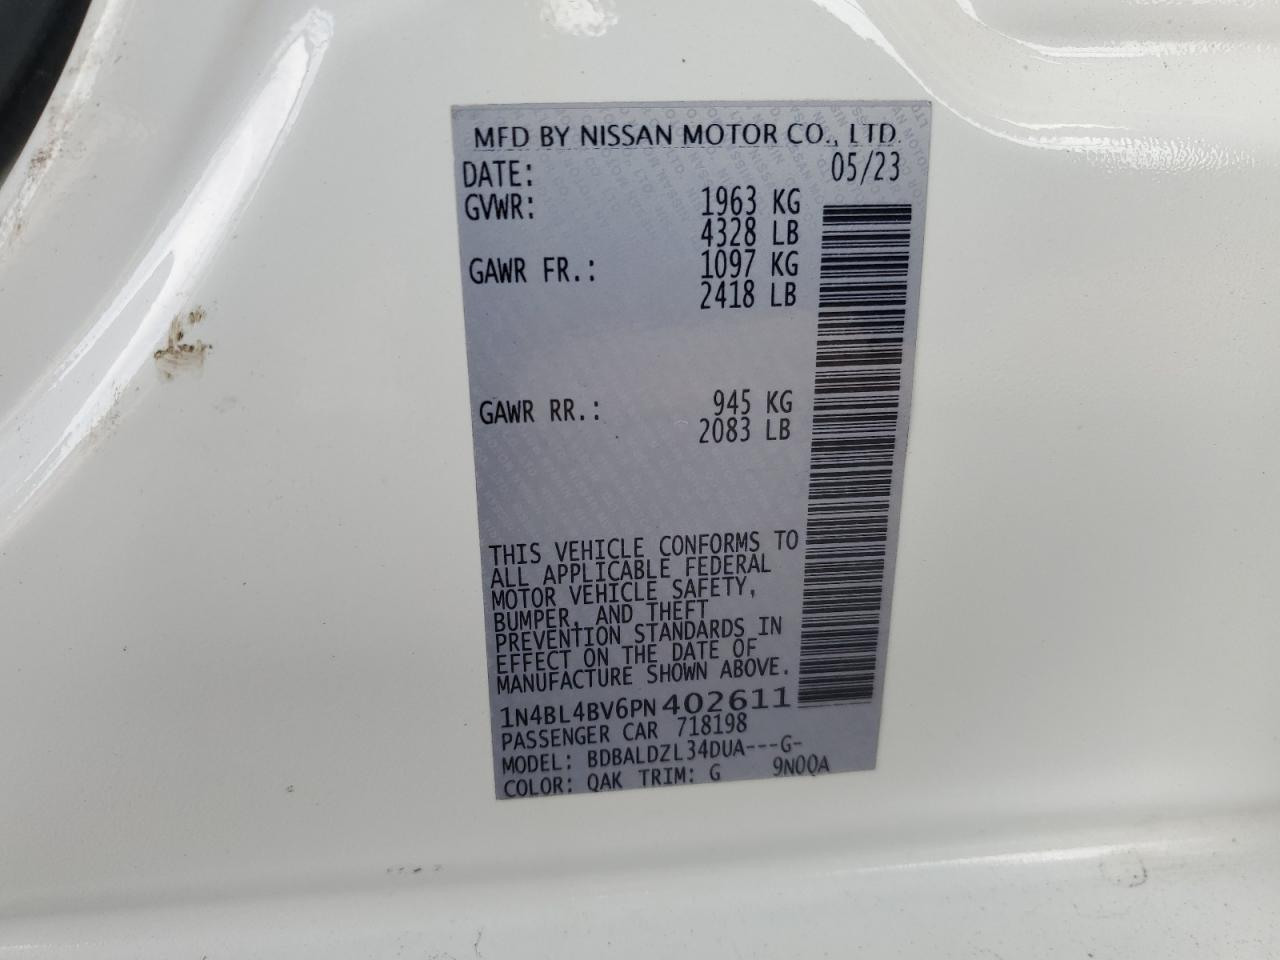 MFD BY NISSAN MOTOR CO., LTD.
DATE: 05/23
GVWR: 1963 KG
4328 LB
GAWR FR.: 1097 KG
2418 LB
GAWR RR.: 945 KG
2083 LB
THIS VEHICLE CONFORMS TO
ALL APPLICABLE FEDERAL
MOTOR VEHICLE SAFETY,
BUMPER, AND THEFT
PREVENTION STANDARDS IN
EFFECT ON THE DATE OF
MANUFACTURE SHOWN ABOVE.
1N4BL4BV6PN402611
PASSENGER CAR 718198
MODEL: BDBALDZL34DUA---G-
COLOR: QAK TRIM: G 9N0QA